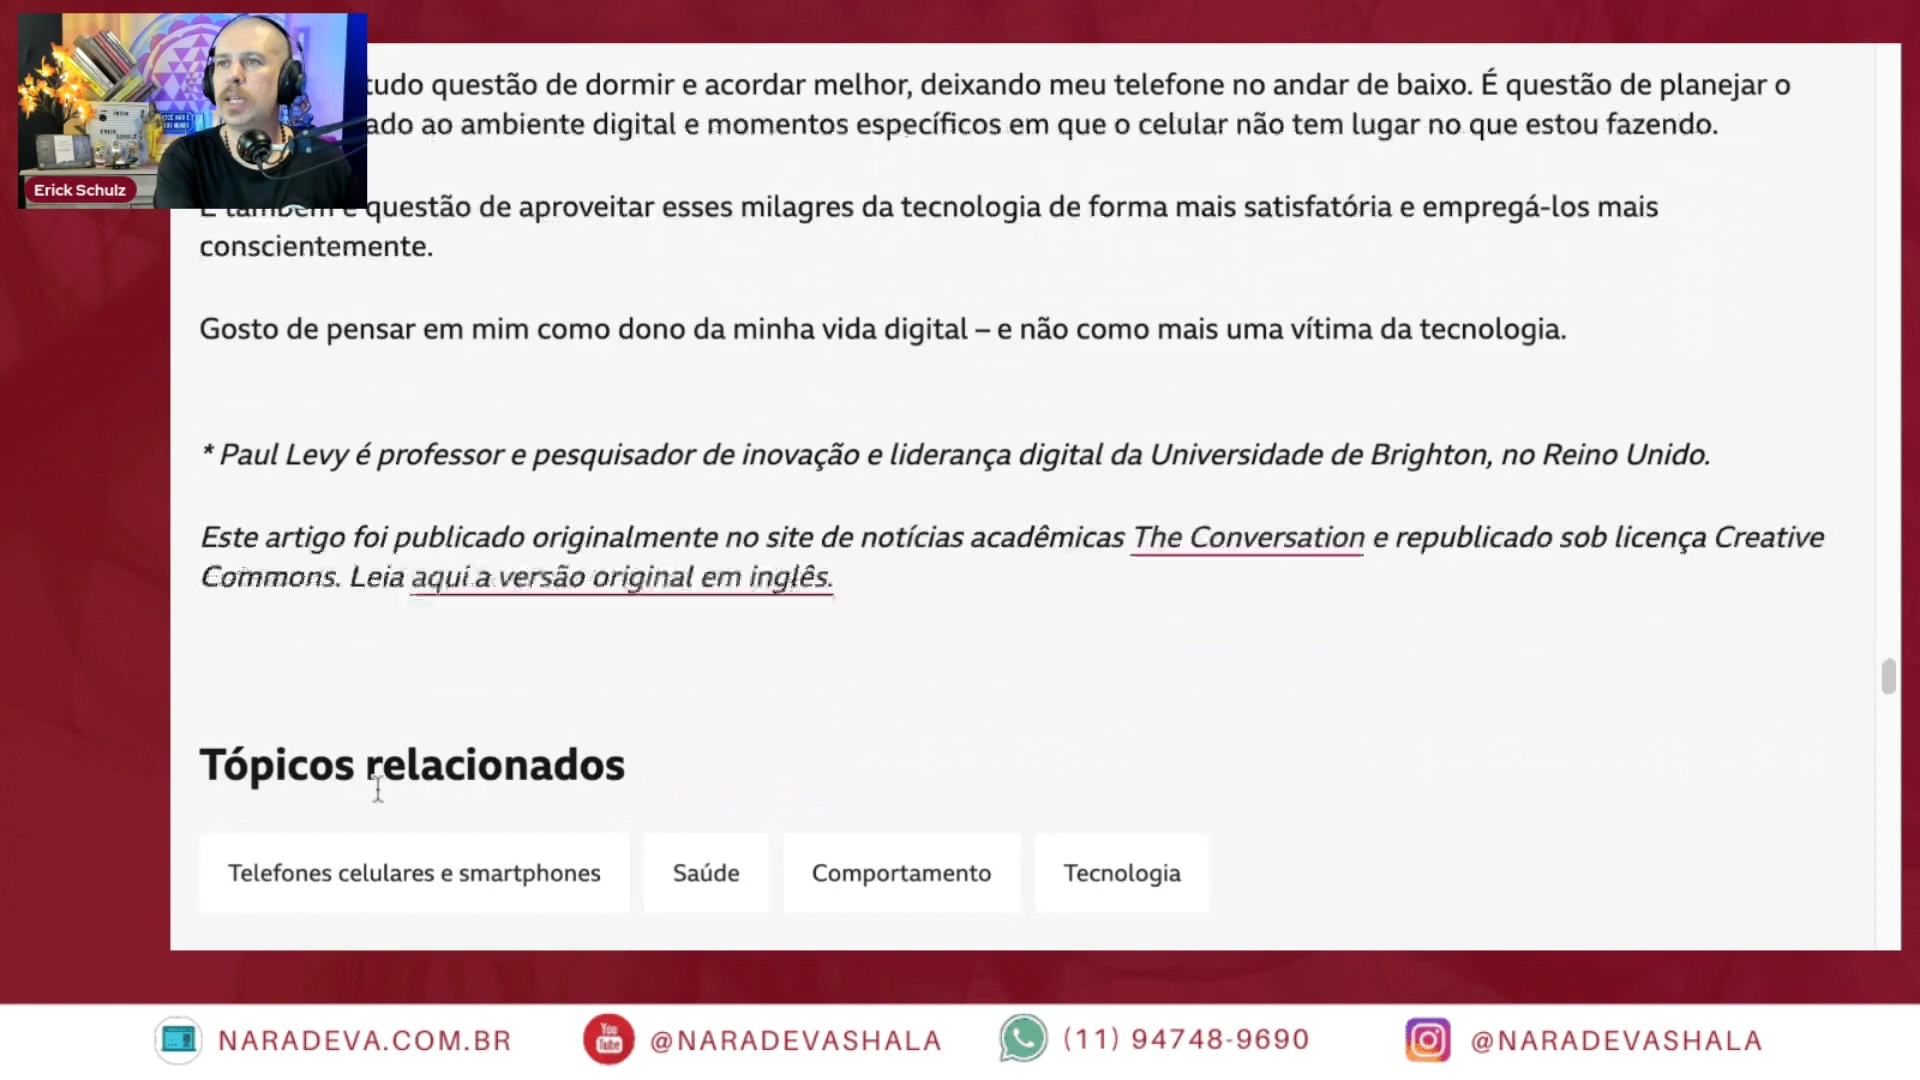 tudo questão de dormir e acordar melhor, deixando meu telefone no andar de baixo. É questão de planejar o
ado ao ambiente digital e momentos específicos em que o celular não tem lugar no que estou fazendo.
Erick Schulz
E também é questão de aproveitar esses milagres da tecnologia de forma mais satisfatória e empregá-los mais
conscientemente.
Gosto de pensar em mim como dono da minha vida digital – e não como mais uma vítima da tecnologia.
* Paul Levy é professor e pesquisador de inovação e liderança digital da Universidade de Brighton, no Reino Unido.
Este artigo foi publicado originalmente no site de notícias acadêmicas The Conversation e republicado sob licença Creative
Commons. Leia aqui a versão original em inglês.
Tópicos relacionados
Telefones celulares e smartphones
Saúde
Comportamento
Tecnologia
NARADEVA.COM.BR
You
Tube
@NARADEVASHALA
(11) 94748-9690
@NARADEVASHALA